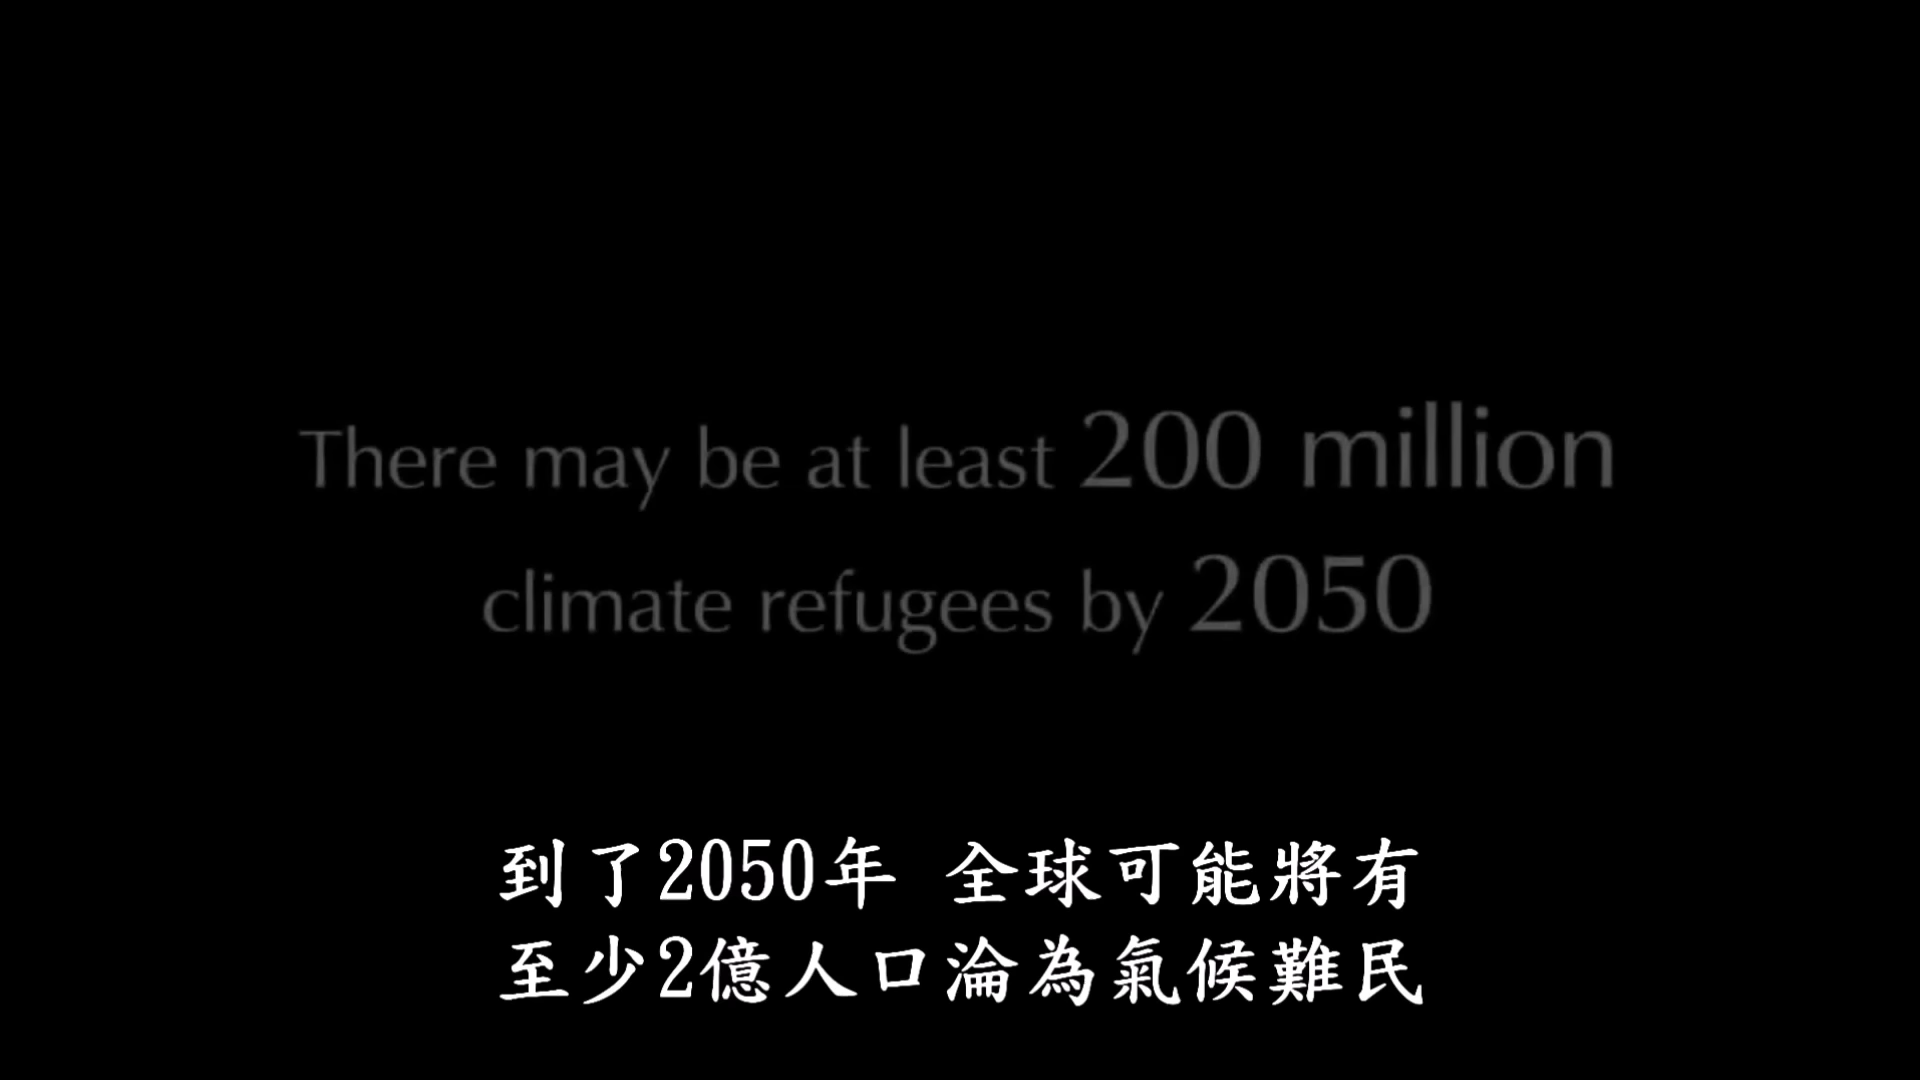 There may be at least 200 million
climate refugees by 2050
到了2050年 全球可能將有
至少2億人口淪為氣候難民